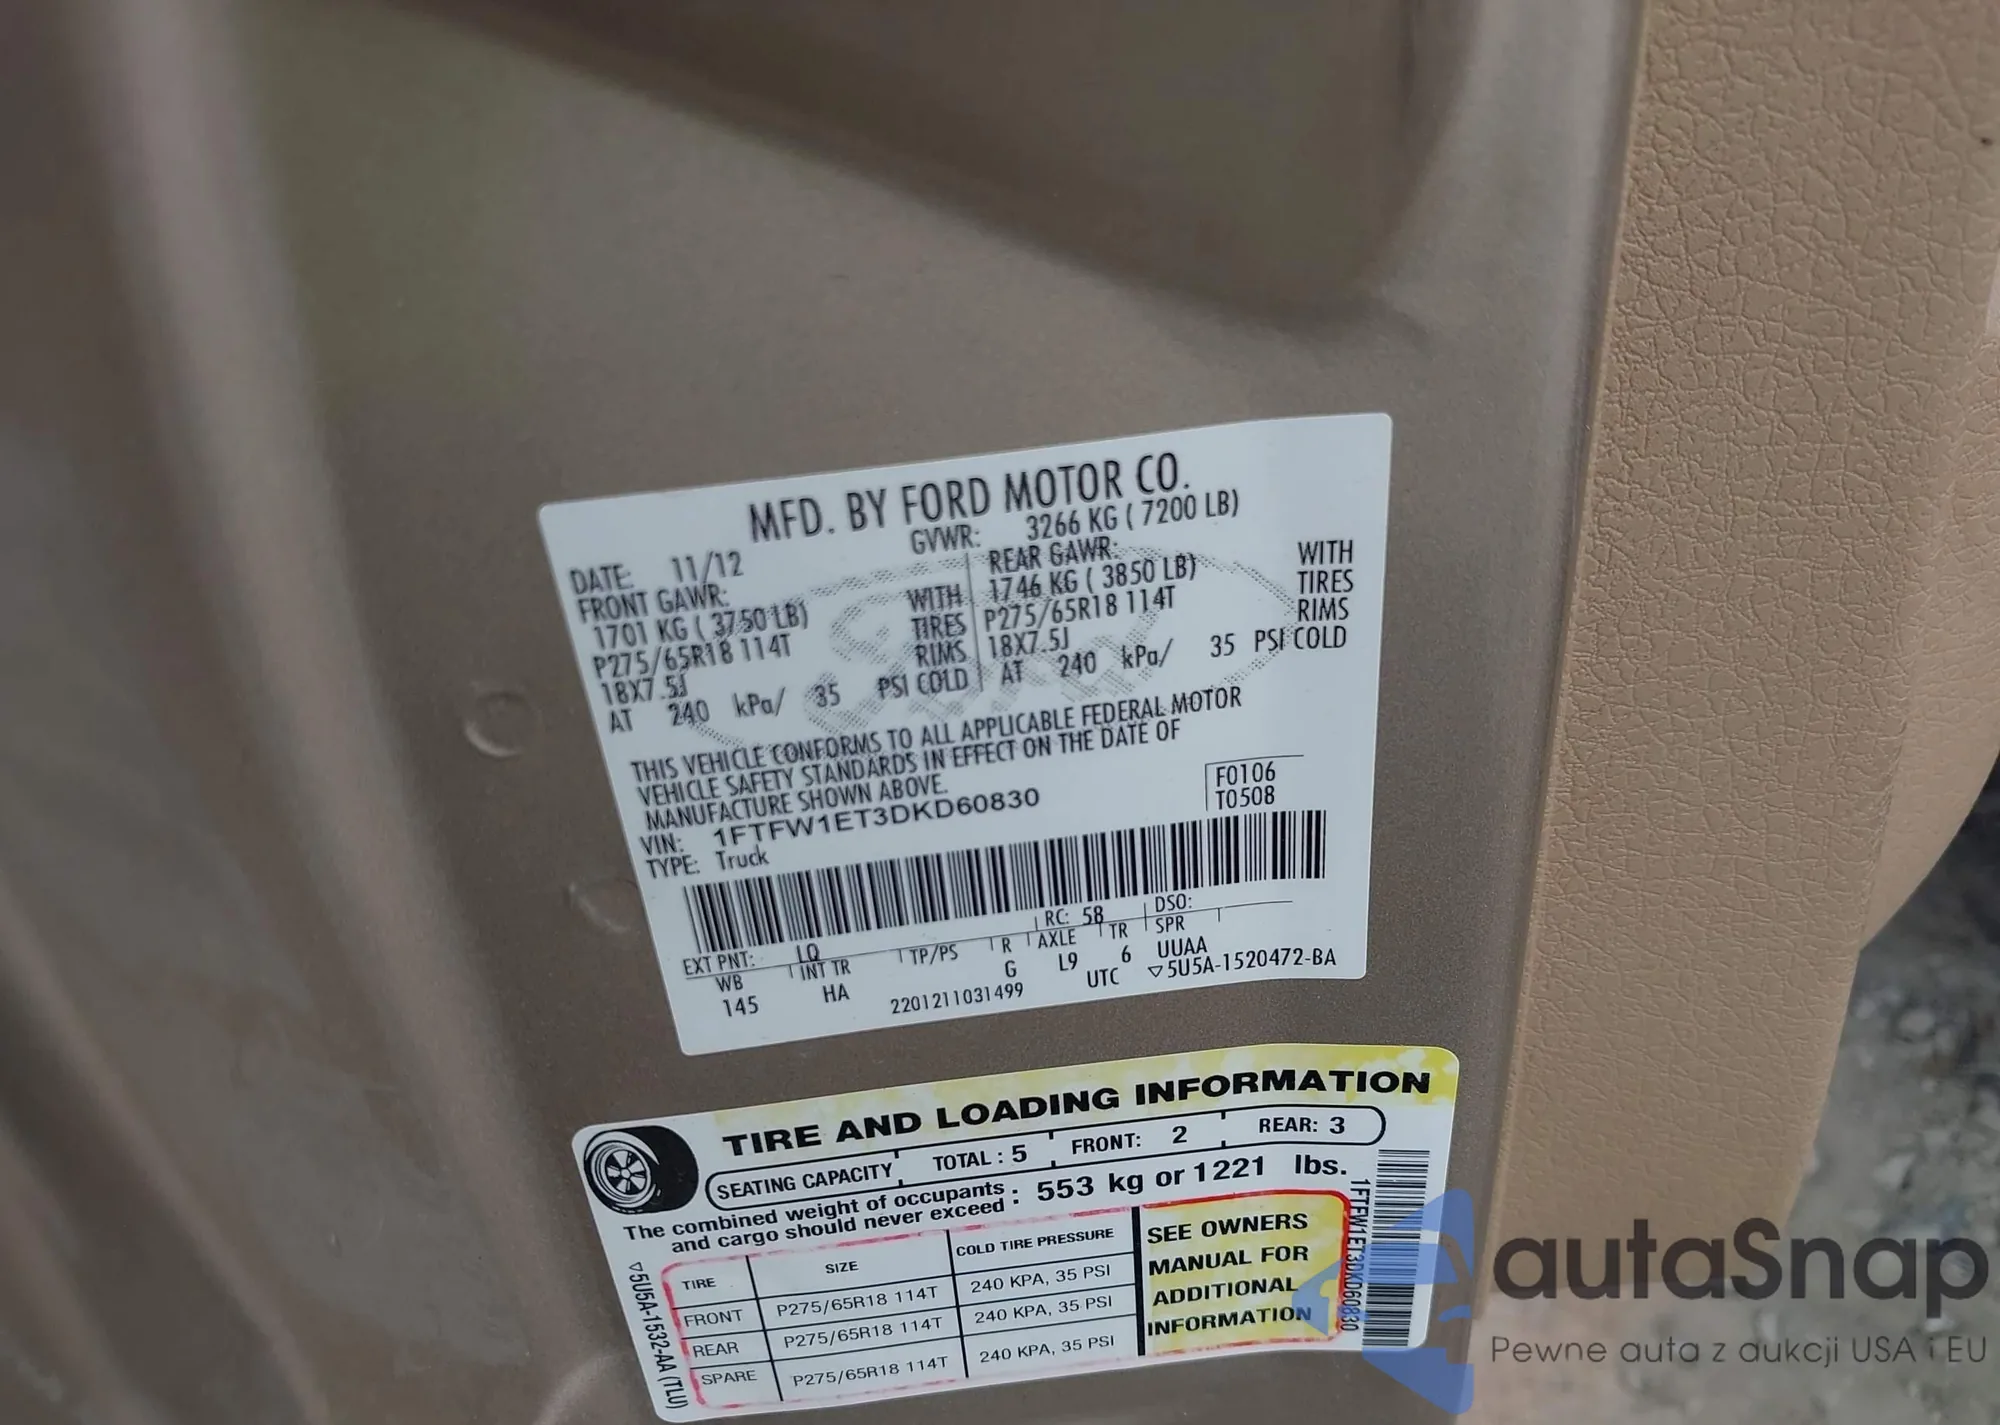 MFD. BY FORD MOTOR CO.
DATE: 11/12 GVWR: 3266 KG ( 7200 LB)
FRONT GAWR: REAR GAWR:
1701 KG ( 3750 LB) WITH 1746 KG ( 3850 LB) WITH
P275/65R18 114T TIRES P275/65R18 114T TIRES
18X7.5J RIMS 18X7.5J RIMS
AT 240 kPa/ 35 PSI COLD AT 240 kPa/ 35 PSI COLD
THIS VEHICLE CONFORMS TO ALL APPLICABLE FEDERAL MOTOR
VEHICLE SAFETY STANDARDS IN EFFECT ON THE DATE OF
MANUFACTURE SHOWN ABOVE.
VIN: 1FTFW1ET3DKD60830 F0106
TYPE: Truck T0508
EXT PNT: LQ RC: 58 DSO:
WB INT TR TP/PS R AXLE TR SPR
145 HA G L9 6 UUAA
2201211031499 UTC ▽5U5A-1520472-BA
TIRE AND LOADING INFORMATION
SEATING CAPACITY TOTAL : 5 FRONT: 2 REAR: 3
The combined weight of occupants
and cargo should never exceed : 553 kg or 1221 lbs.
TIRE SIZE COLD TIRE PRESSURE
FRONT P275/65R18 114T 240 KPA, 35 PSI
REAR P275/65R18 114T 240 KPA, 35 PSI
SPARE P275/65R18 114T 240 KPA, 35 PSI
SEE OWNERS
MANUAL FOR
ADDITIONAL
INFORMATION
▽5U5A-1532-AA (TLU)
1FTFW1ET3DKD60830
autaSnap
Pewne auta z aukcji USA i EU